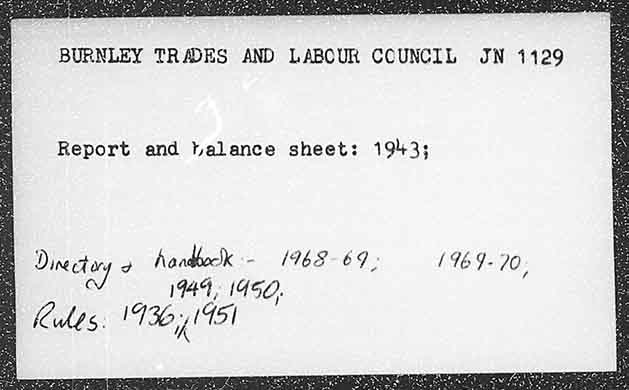 BURNLEY TRADES AND LABOUR COUNCIL JN 1129
Report and balance sheet: 1943;
Directory & handbook - 1968-69; 1969-70;
1949, 1950;
Rules: 1936; 1951